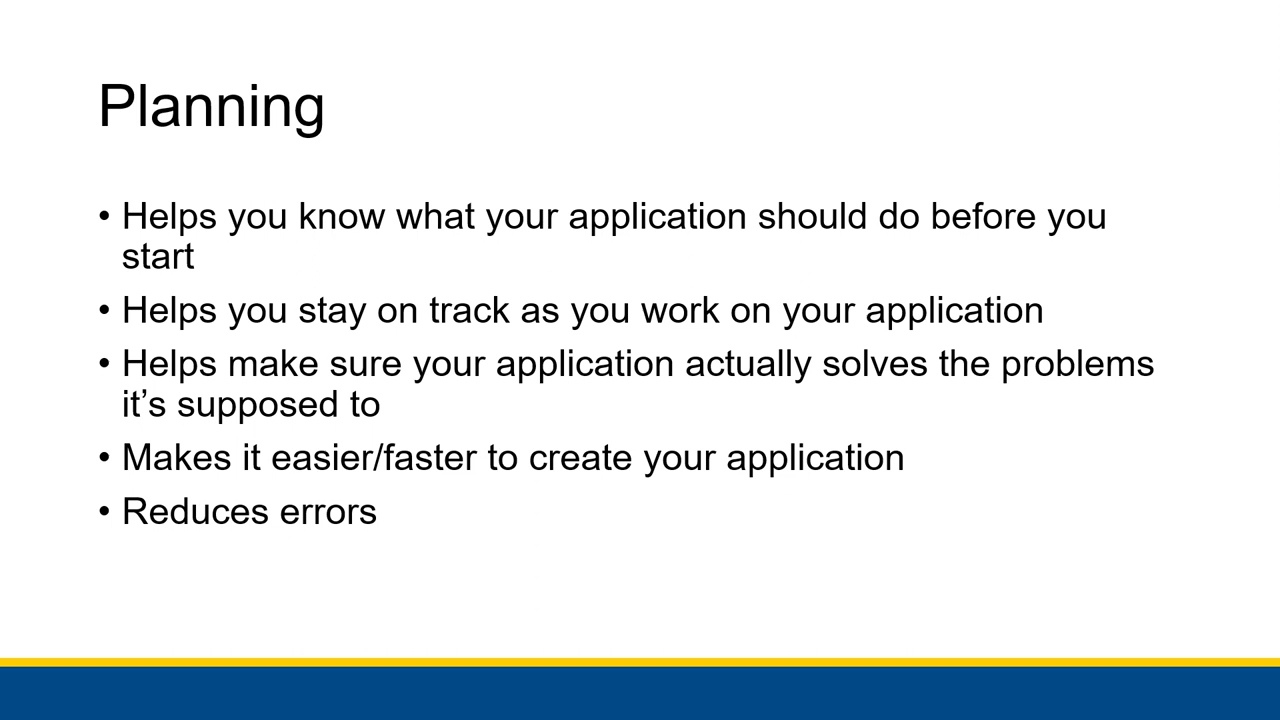 Planning
• Helps you know what your application should do before you
start
• Helps you stay on track as you work on your application
• Helps make sure your application actually solves the problems
it’s supposed to
• Makes it easier/faster to create your application
• Reduces errors